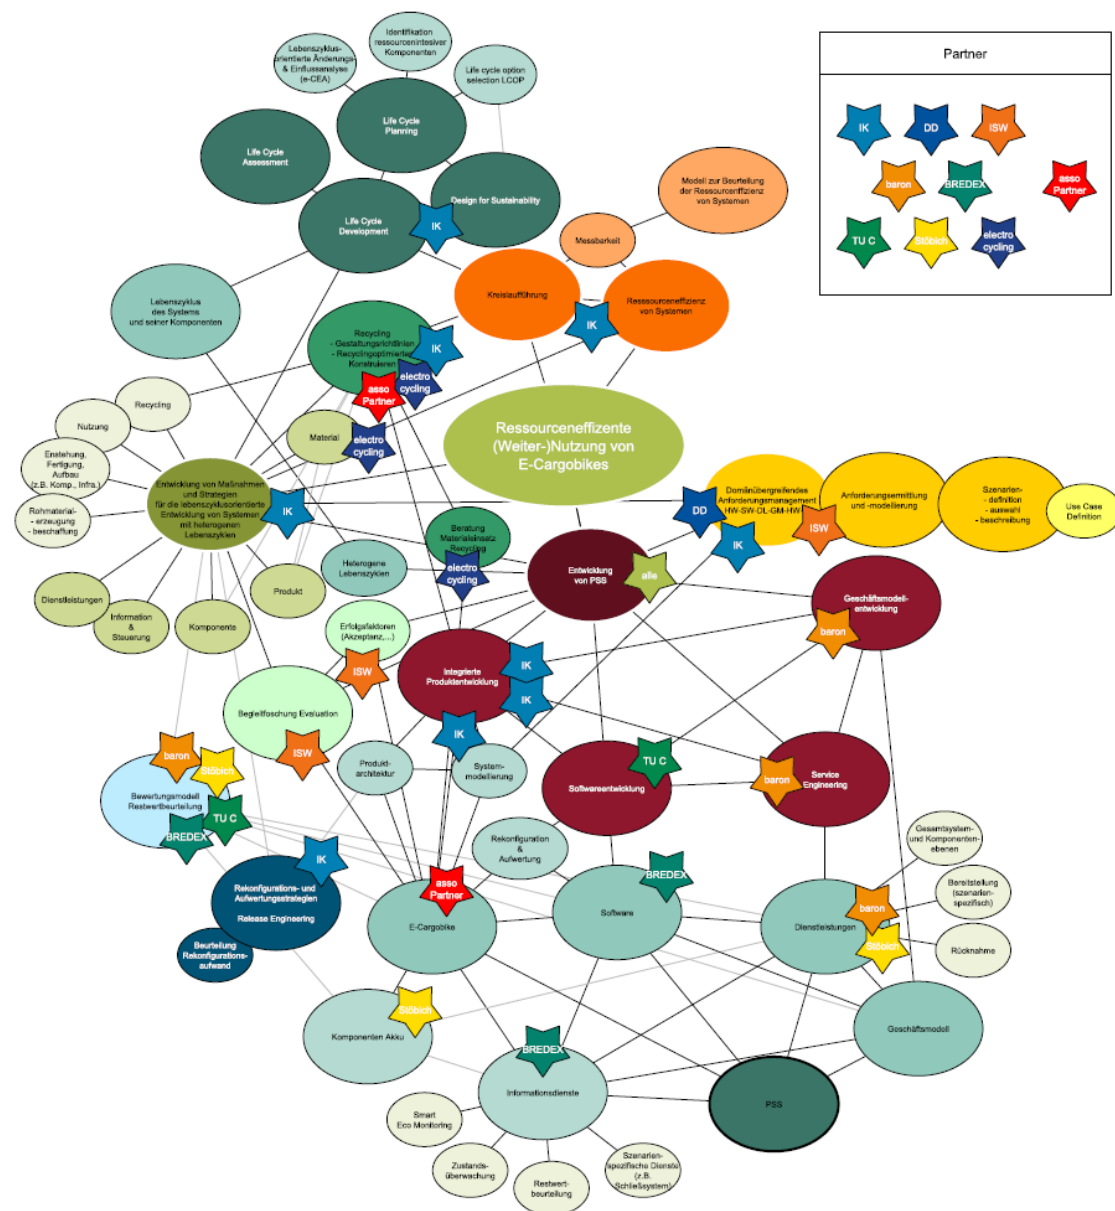 Partner
IK
DD
ISW
baron
BREDEX
asso
Partner
TU C
Stöbich
electro
cycling
Identifikation
ressourcenintesiver
Komponenten
Lebenszyklus-
orientierte Änderungs-
& Einflussanalyse
(e-CEA)
Life cycle option
selection LCOP
Life Cycle
Planning
Life Cycle
Assessment
Design for Sustainability
Life Cycle
Development
IK
Modell zur Beurteilung
der Ressourceneffizienz
von Systemen
Messbarkeit
Kreislaufführung
Resssourceneffizienz
von Systemen
IK
Lebenszyklus
des Systems
und seiner Komponenten
Recycling
- Gestaltungsrichtlinien
- Recyclingoptimiertes
Konstruieren
IK
electro
cycling
asso
Partner
Recycling
Nutzung
Enstehung,
Fertigung,
Aufbau
(z.B. Komp., Infra.)
Rohmaterial-
- erzeugung
- beschaffung
Material
electro
cycling
Ressourceneffizente
(Weiter-)Nutzung von
E-Cargobikes
Entwicklung von Maßnahmen
und Strategien
für die lebenszyklusorientierte
Entwicklung von Systemen
mit heterogenen
Lebenszyklen
IK
Domänübergreifendes
Anforderungsmanagement
HW-SW-DL-GM-HW
DD
IK
ISW
Anforderungsermittlung
und -modellierung
Szenarien-
- definition
- auswahl
- beschreibung
Use Case
Definition
Beratung
Materialeinsatz
Recycling
electro
cycling
Heterogene
Lebenszyklen
Entwicklung
von PSS
alle
Dienstleistungen
Information
&
Steuerung
Komponente
Produkt
Erfolgsfaktoren
(Akzeptanz,...)
ISW
Geschäftsmodell-
entwicklung
baron
Integrierte
Produktentwicklung
IK
IK
IK
Begleitfoschung Evaluation
ISW
Produkt-
architektur
System-
modellierung
Softwareentwicklung
TU C
Service
Engineering
baron
baron
Stöbich
Bewertungsmodell
Restwertbeurteilung
TU C
BREDEX
Rekonfiguration
&
Aufwertung
IK
Rekonfigurations- und
Aufwertungsstrategien
Release Engineering
Beurteilung
Rekonfigurations-
aufwand
asso
Partner
E-Cargobike
BREDEX
Software
Dienstleistungen
baron
Stöbich
Gesamtsystem-
und Komponenten-
ebenen
Bereitstellung
(szenarien-
spezifisch)
Rücknahme
Stöbich
Komponenten Akku
Geschäftsmodell
BREDEX
Informationsdienste
PSS
Smart
Eco Monitoring
Zustands-
überwachung
Restwert-
beurteilung
Szenarien-
spezifische Dienste
(z.B.
Schließsystem)